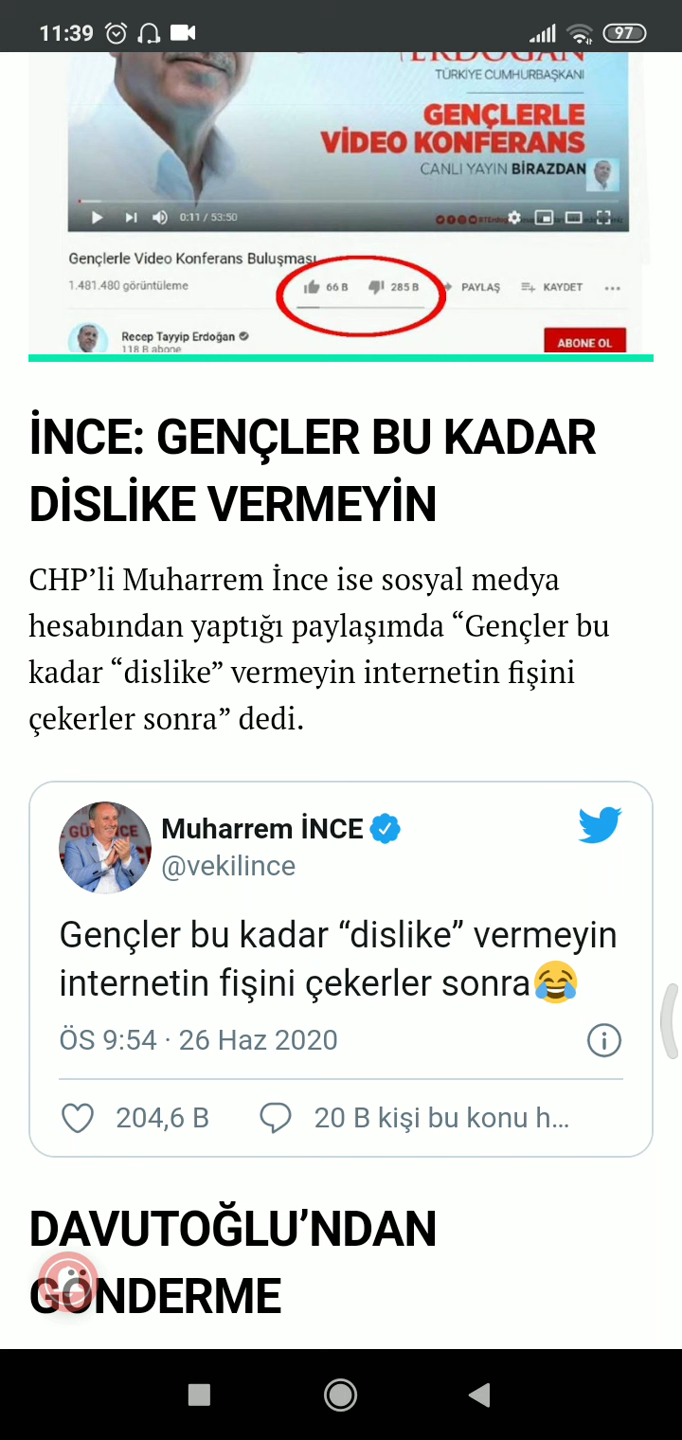 11:39
97
ERDOĞAN
TÜRKİYE CUMHURBAŞKANI
GENÇLERLE
VİDEO KONFERANS
CANLI YAYIN BİRAZDAN
0:11 / 53:50
Gençlerle Video Konferans Buluşması
1.481.480 görüntüleme
66 B
285 B
PAYLAŞ
KAYDET
Recep Tayyip Erdoğan
118 B abone
ABONE OL
İNCE: GENÇLER BU KADAR
DİSLİKE VERMEYİN
CHP’li Muharrem İnce ise sosyal medya
hesabından yaptığı paylaşımda “Gençler bu
kadar “dislike” vermeyin internetin fişini
çekerler sonra” dedi.
Muharrem İNCE
@vekilince
Gençler bu kadar “dislike” vermeyin
internetin fişini çekerler sonra😂
ÖS 9:54 · 26 Haz 2020
204,6 B
20 B kişi bu konu h...
DAVUTOĞLU’NDAN
GÖNDERME